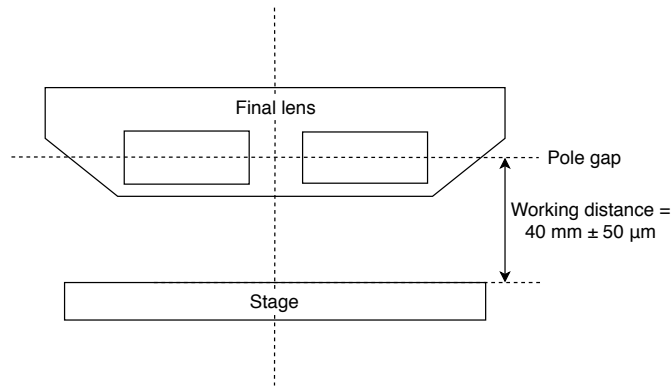 Final lens
Pole gap
Working distance =
40 mm ± 50 µm
Stage